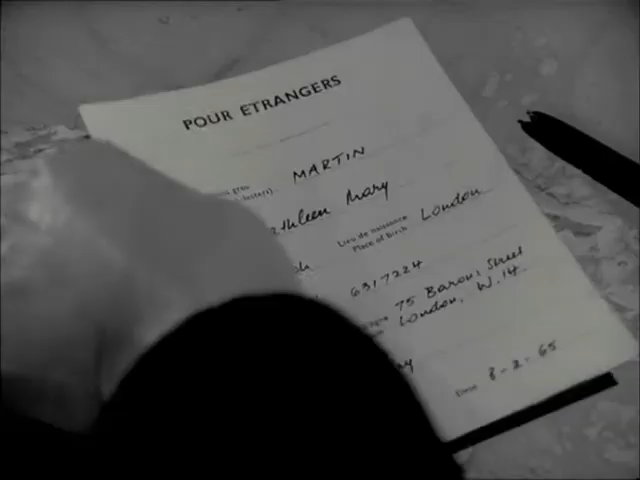 POUR ETRANGERS
MARTIN
Mary
Lieu de naissance
Place of birth London
6317224
75 Barons Street
London, W.14.
Date 8-2-65